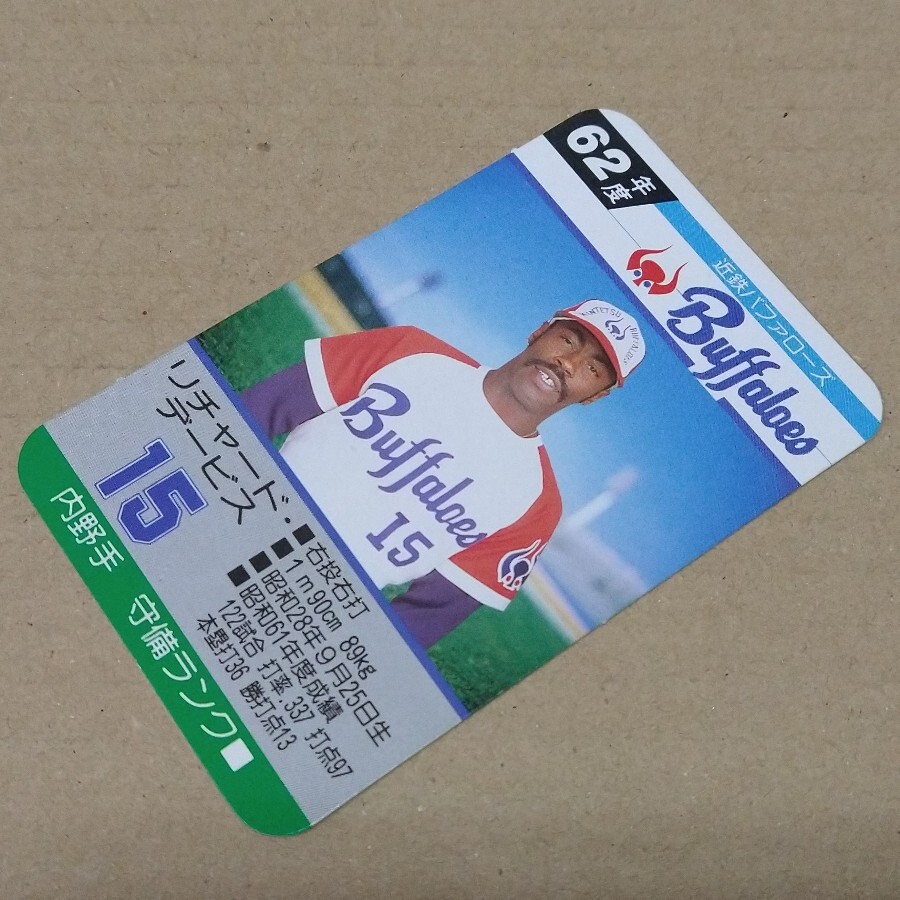 62年度
近鉄バファローズ
Buffaloes
KINTETSU BUFFALOES
Buffaloes
15
リチャード・
デービス
15
■右投右打
■1m90cm 89kg
■昭和28年9月25日生
■昭和61年度成績
122試合 打率.337 打点97
本塁打36 勝打点13
内野手 守備ランク